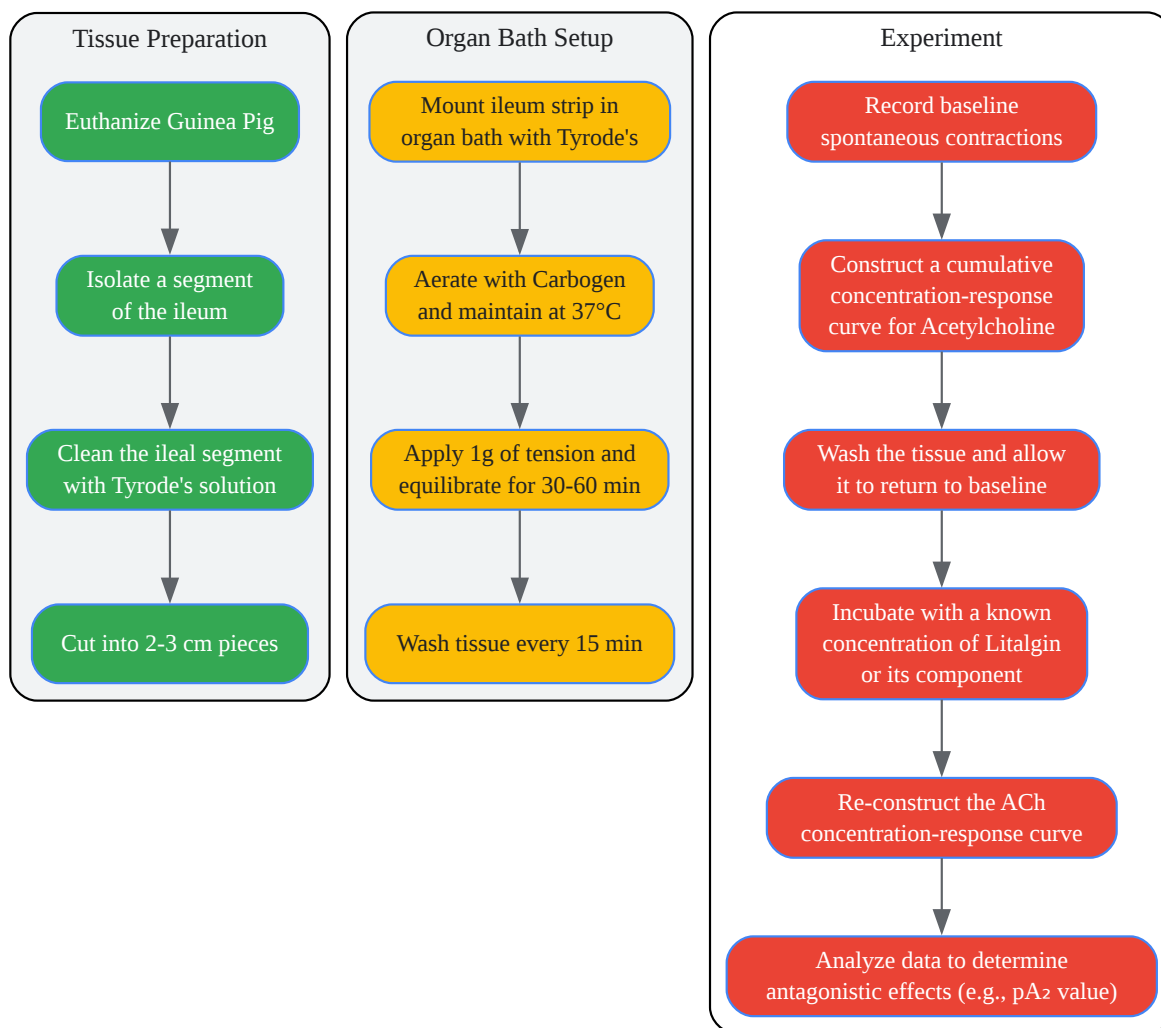 Tissue Preparation
Euthanize Guinea Pig
Isolate a segment
of the ileum
Clean the ileal segment
with Tyrode's solution
Cut into 2-3 cm pieces
Organ Bath Setup
Mount ileum strip in
organ bath with Tyrode's
Aerate with Carbogen
and maintain at 37°C
Apply 1g of tension and
equilibrate for 30-60 min
Wash tissue every 15 min
Experiment
Record baseline
spontaneous contractions
Construct a cumulative
concentration-response
curve for Acetylcholine
Wash the tissue and allow
it to return to baseline
Incubate with a known
concentration of Litalgin
or its component
Re-construct the ACh
concentration-response curve
Analyze data to determine
antagonistic effects (e.g., pA₂ value)